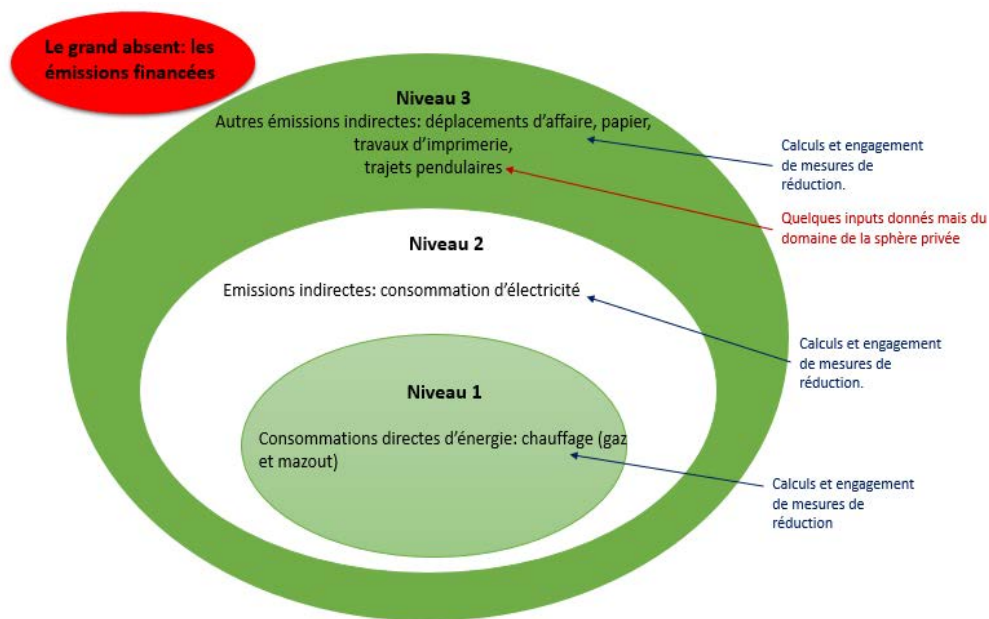 Le grand absent: les
émissions financées
Niveau 3
Autres émissions indirectes: déplacements d'affaire, papier,
travaux d'imprimerie,
trajets pendulaires
Calculs et engagement
de mesures de
réduction.
Quelques inputs donnés mais du
domaine de la sphère privée
Niveau 2
Emissions indirectes: consommation d'électricité
Calculs et engagement
de mesures de
réduction.
Niveau 1
Consommations directes d'énergie: chauffage (gaz
et mazout)
Calculs et engagement
de mesures de
réduction